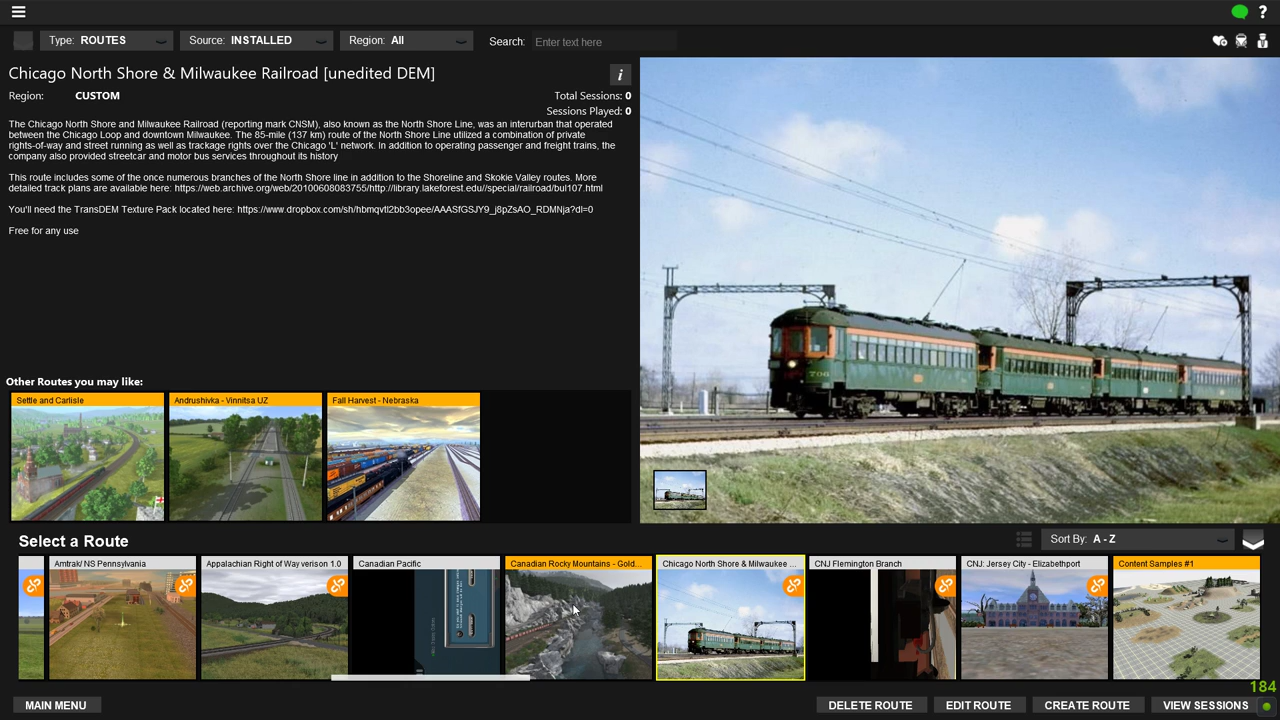 ?
Type: ROUTES
Source: INSTALLED
Region: All
Search: Enter text here
Chicago North Shore & Milwaukee Railroad [unedited DEM]
i
Region: CUSTOM
Total Sessions: 0
Sessions Played: 0
The Chicago North Shore and Milwaukee Railroad (reporting mark CNSM), also known as the North Shore Line, was an interurban that operated
between the Chicago Loop and downtown Milwaukee. The 85-mile (137 km) route of the North Shore Line utilized a combination of private
rights-of-way and street running as well as trackage rights over the Chicago 'L' network. In addition to operating passenger and freight trains, the
company also provided streetcar and motor bus services throughout its history
This route includes some of the once numerous branches of the North Shore line in addition to the Shoreline and Skokie Valley routes. More
detailed track plans are available here: https://web.archive.org/web/20100608083755/http://library.lakeforest.edu//special/railroad/bul107.html
You'll need the TransDEM Texture Pack located here: https://www.dropbox.com/sh/hbmqvtl2bb3opee/AAASfGSJY9_j8pZsAO_RDMNja?dl=0
Free for any use
706
Other Routes you may like:
Settle and Carlisle
Andrushivka - Vinnitsa UZ
Fall Harvest - Nebraska
Select a Route
Sort By: A - Z
Amtrak/ NS Pennsylvania
Appalachian Right of Way verison 1.0
Canadian Pacific
Canadian Rocky Mountains - Gold...
Chicago North Shore & Milwaukee ...
CNJ Flemington Branch
CNJ: Jersey City - Elizabethport
Content Samples #1
184
MAIN MENU
DELETE ROUTE
EDIT ROUTE
CREATE ROUTE
VIEW SESSIONS